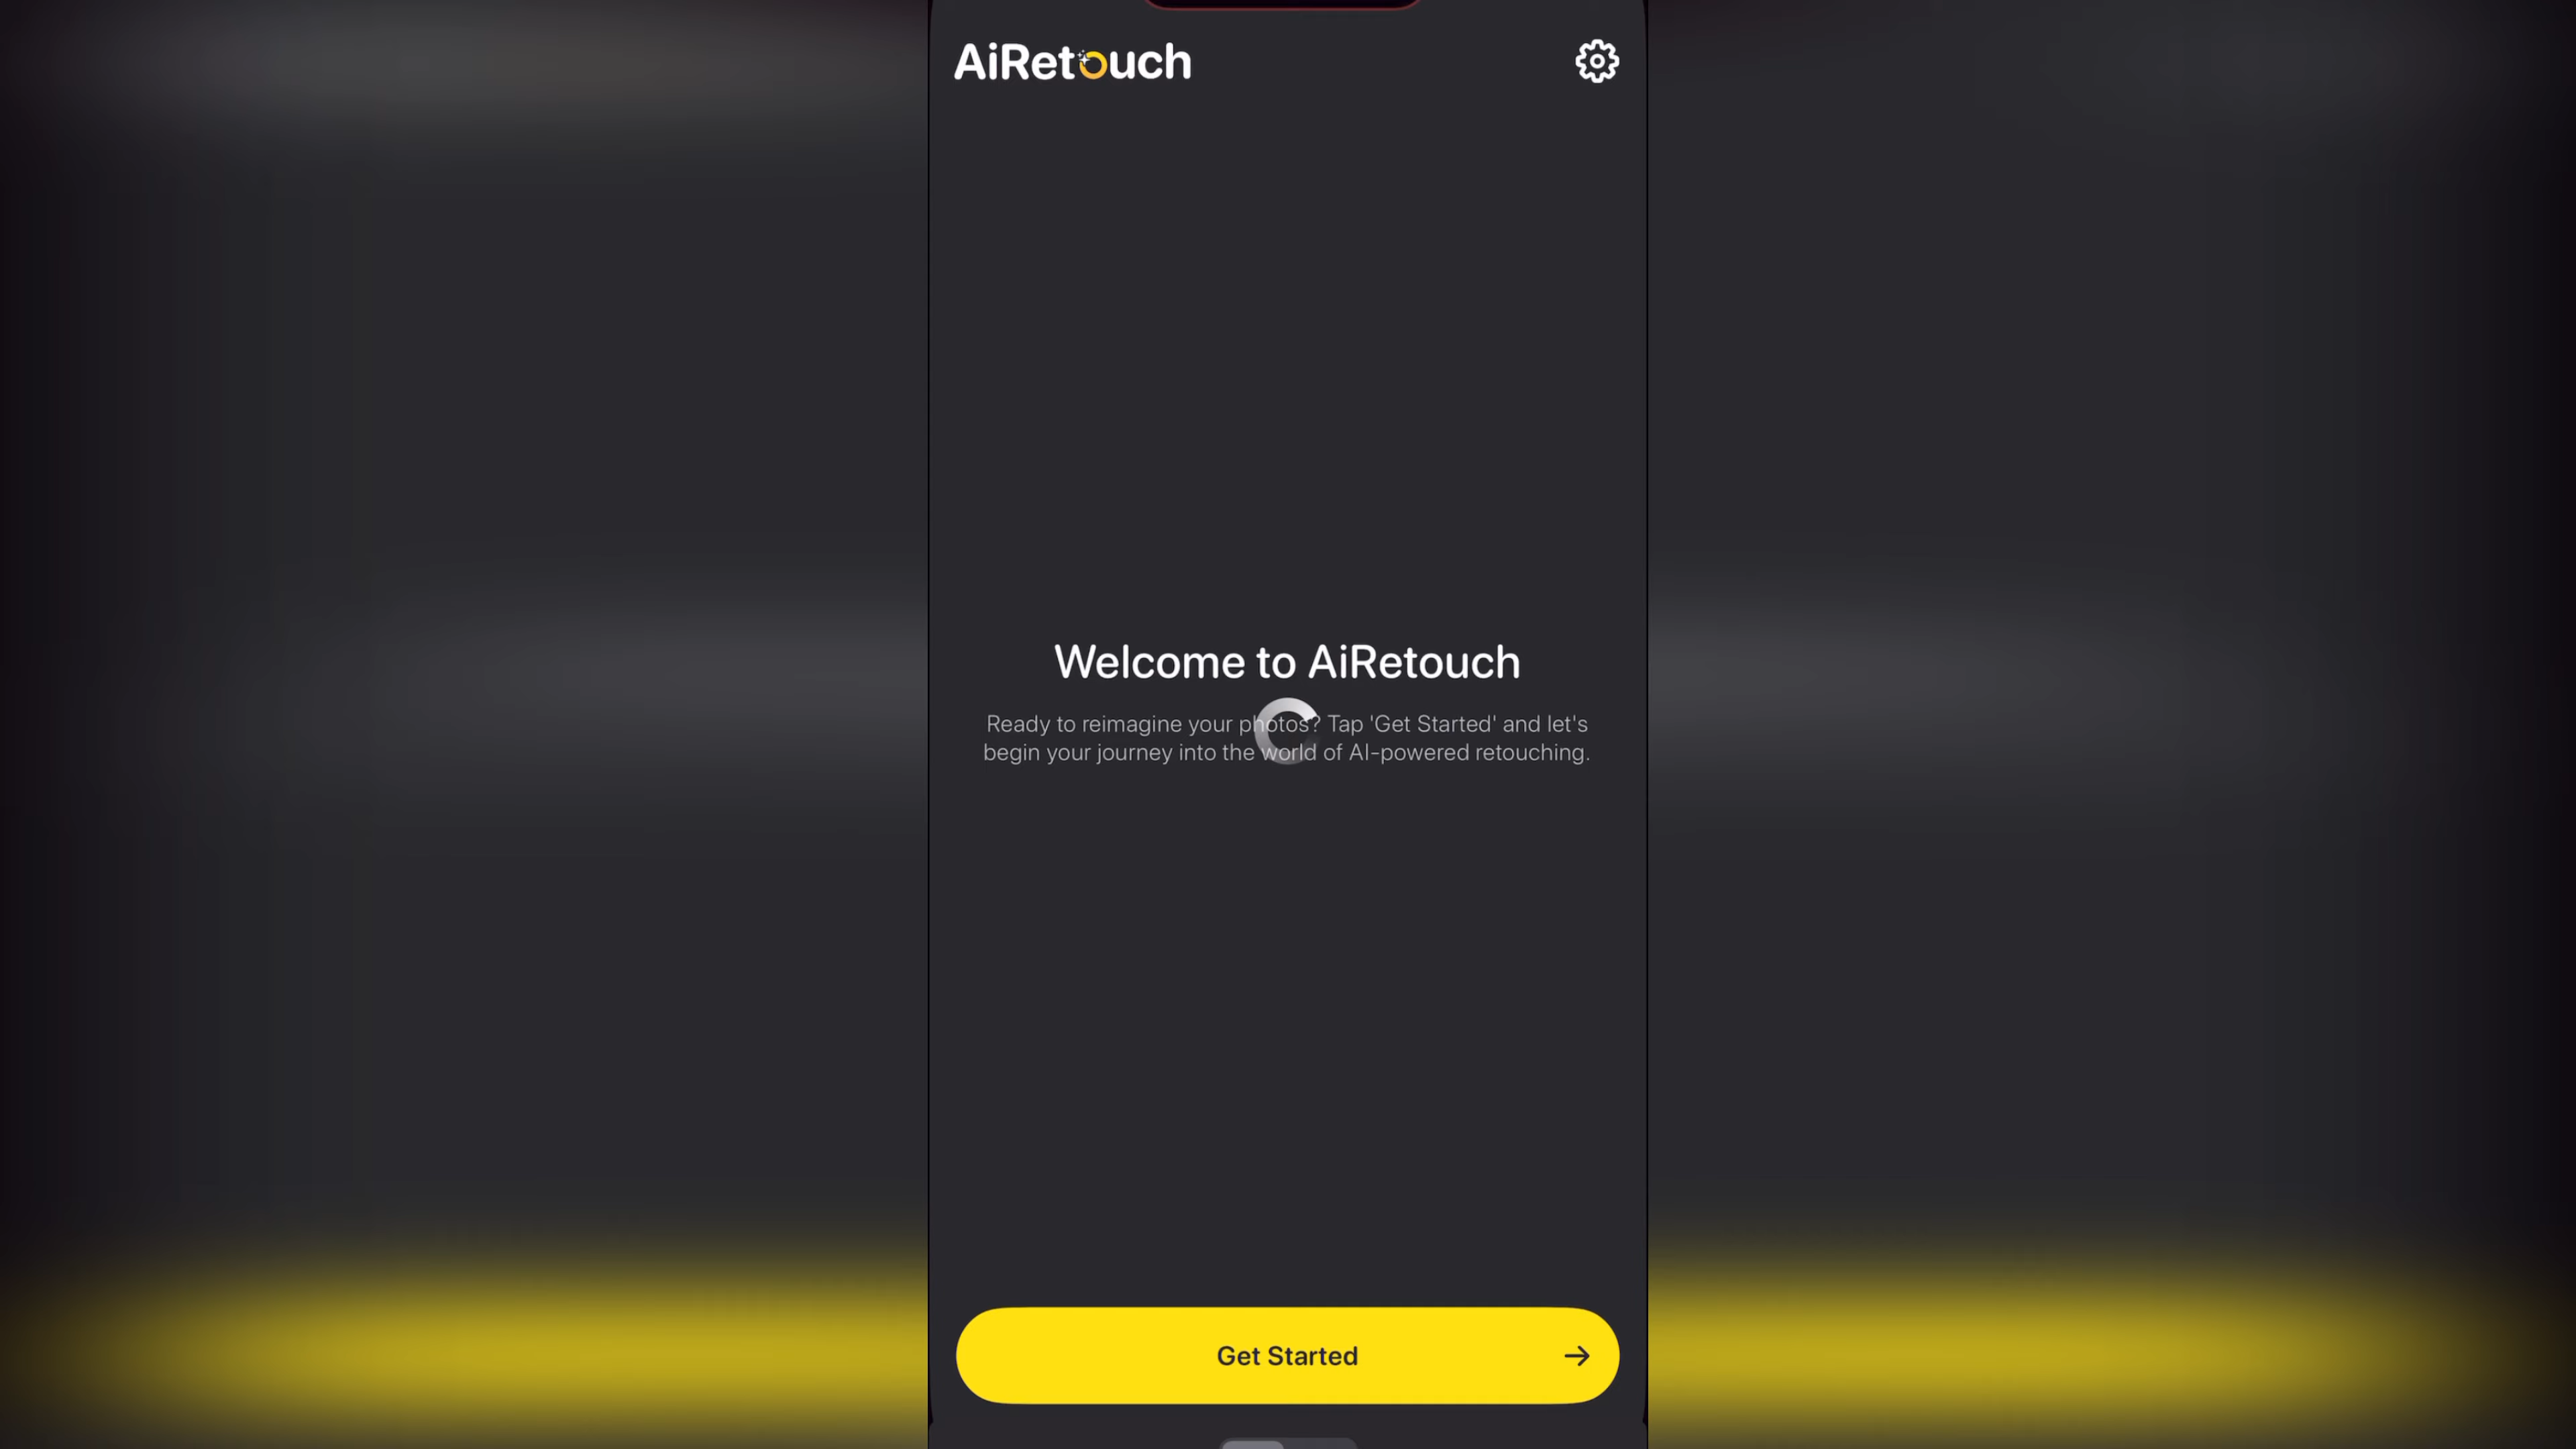 AiRetouch
Welcome to AiRetouch
Ready to reimagine your photos? Tap 'Get Started' and let's
begin your journey into the world of AI-powered retouching.
Get Started